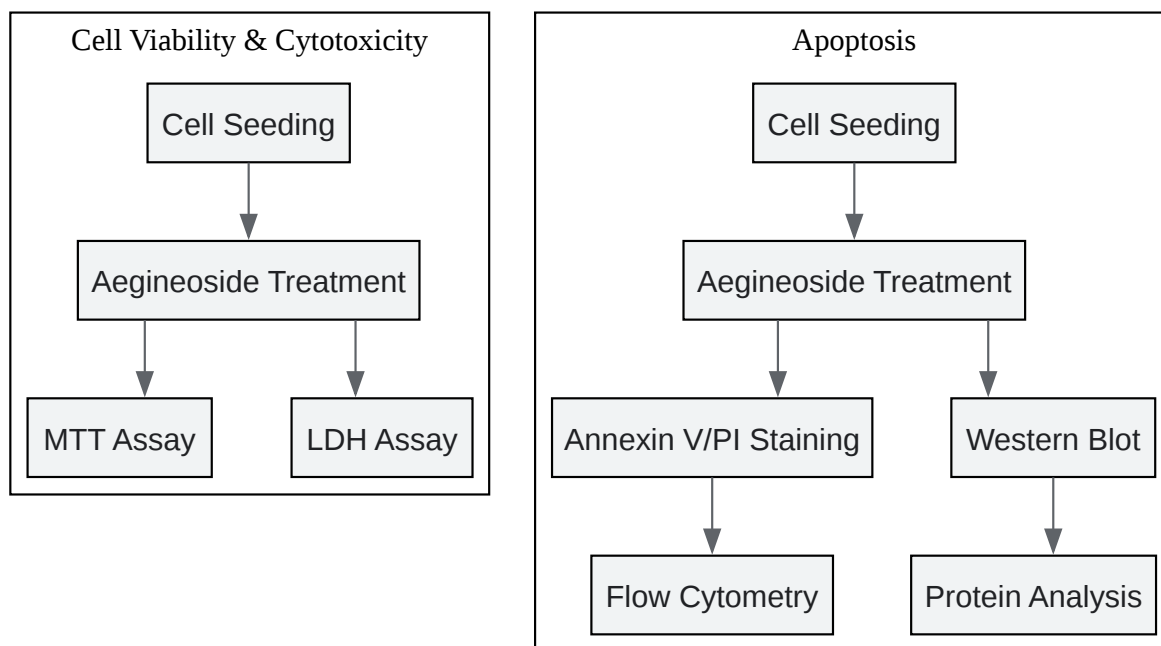 Cell Viability & Cytotoxicity
Cell Seeding
Aegineoside Treatment
MTT Assay
LDH Assay
Apoptosis
Cell Seeding
Aegineoside Treatment
Annexin V/PI Staining
Western Blot
Flow Cytometry
Protein Analysis